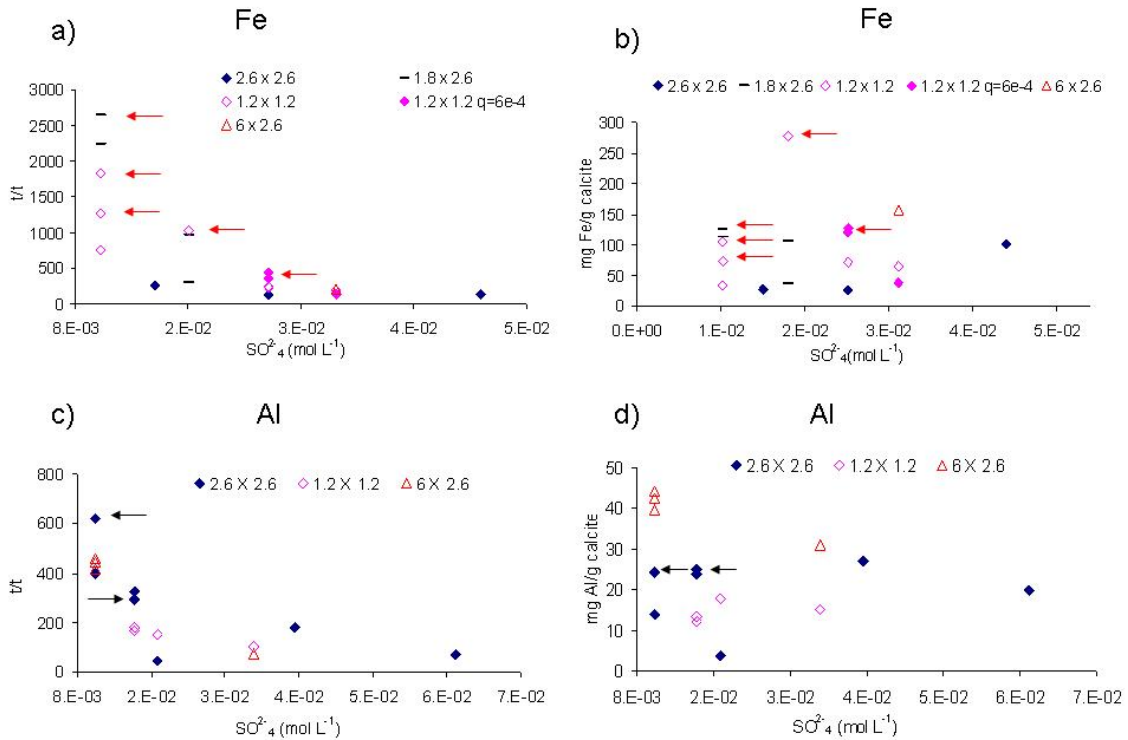 a) Fe
2.6 x 2.6 1.8 x 2.6
1.2 x 1.2 1.2 x 1.2 q=6e-4
6 x 2.6
t/t
3000
2500
2000
1500
1000
500
0
8.E-03 2.E-02 3.E-02 4.E-02 5.E-02
SO²⁻₄ (mol L⁻¹)
b) Fe
2.6 x 2.6 1.8 x 2.6 1.2 x 1.2 1.2 x 1.2 q=6e-4 6 x 2.6
mg Fe/g calcite
300
250
200
150
100
50
0
0.E+00 1.E-02 2.E-02 3.E-02 4.E-02 5.E-02
SO²⁻₄(mol L⁻¹)
c) Al
2.6 X 2.6 1.2 X 1.2 6 X 2.6
t/t
800
600
400
200
0
8.E-03 2.E-02 3.E-02 4.E-02 5.E-02 6.E-02 7.E-02
SO²⁻₄ (mol L⁻¹)
d) Al
2.6 X 2.6 1.2 X 1.2 6 X 2.6
mg Al/g calcite
50
40
30
20
10
0
8.E-03 2.E-02 3.E-02 4.E-02 5.E-02 6.E-02 7.E-02
SO²⁻₄ (mol L⁻¹)